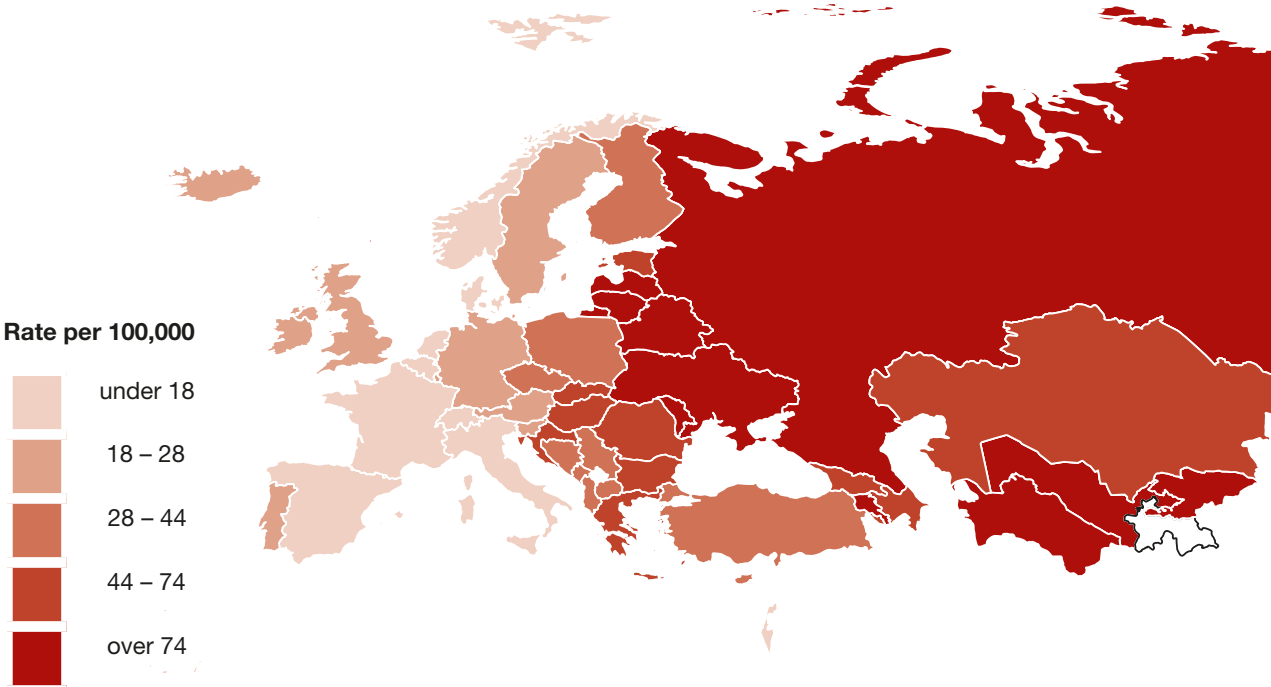 Rate per 100,000
under 18
18 – 28
28 – 44
44 – 74
over 74